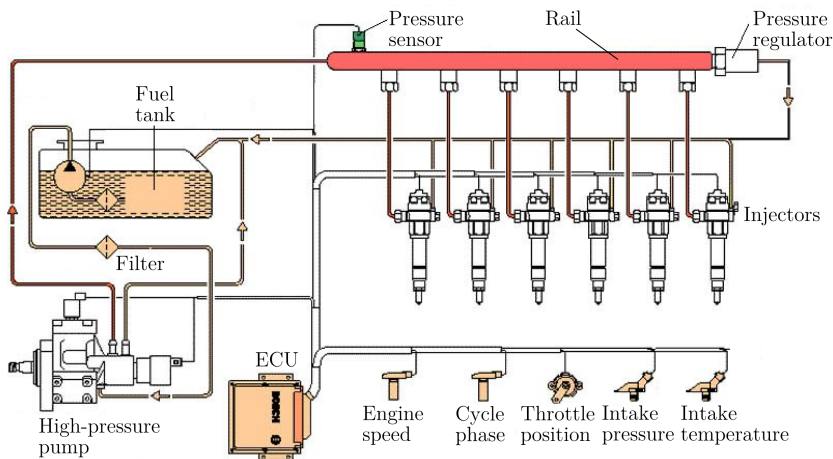 Pressure
sensor
Rail
Pressure
regulator
Fuel
tank
Filter
Injectors
ECU
BOSCH
High-pressure
pump
Engine
speed
Cycle
phase
Throttle
position
Intake
pressure
Intake
temperature